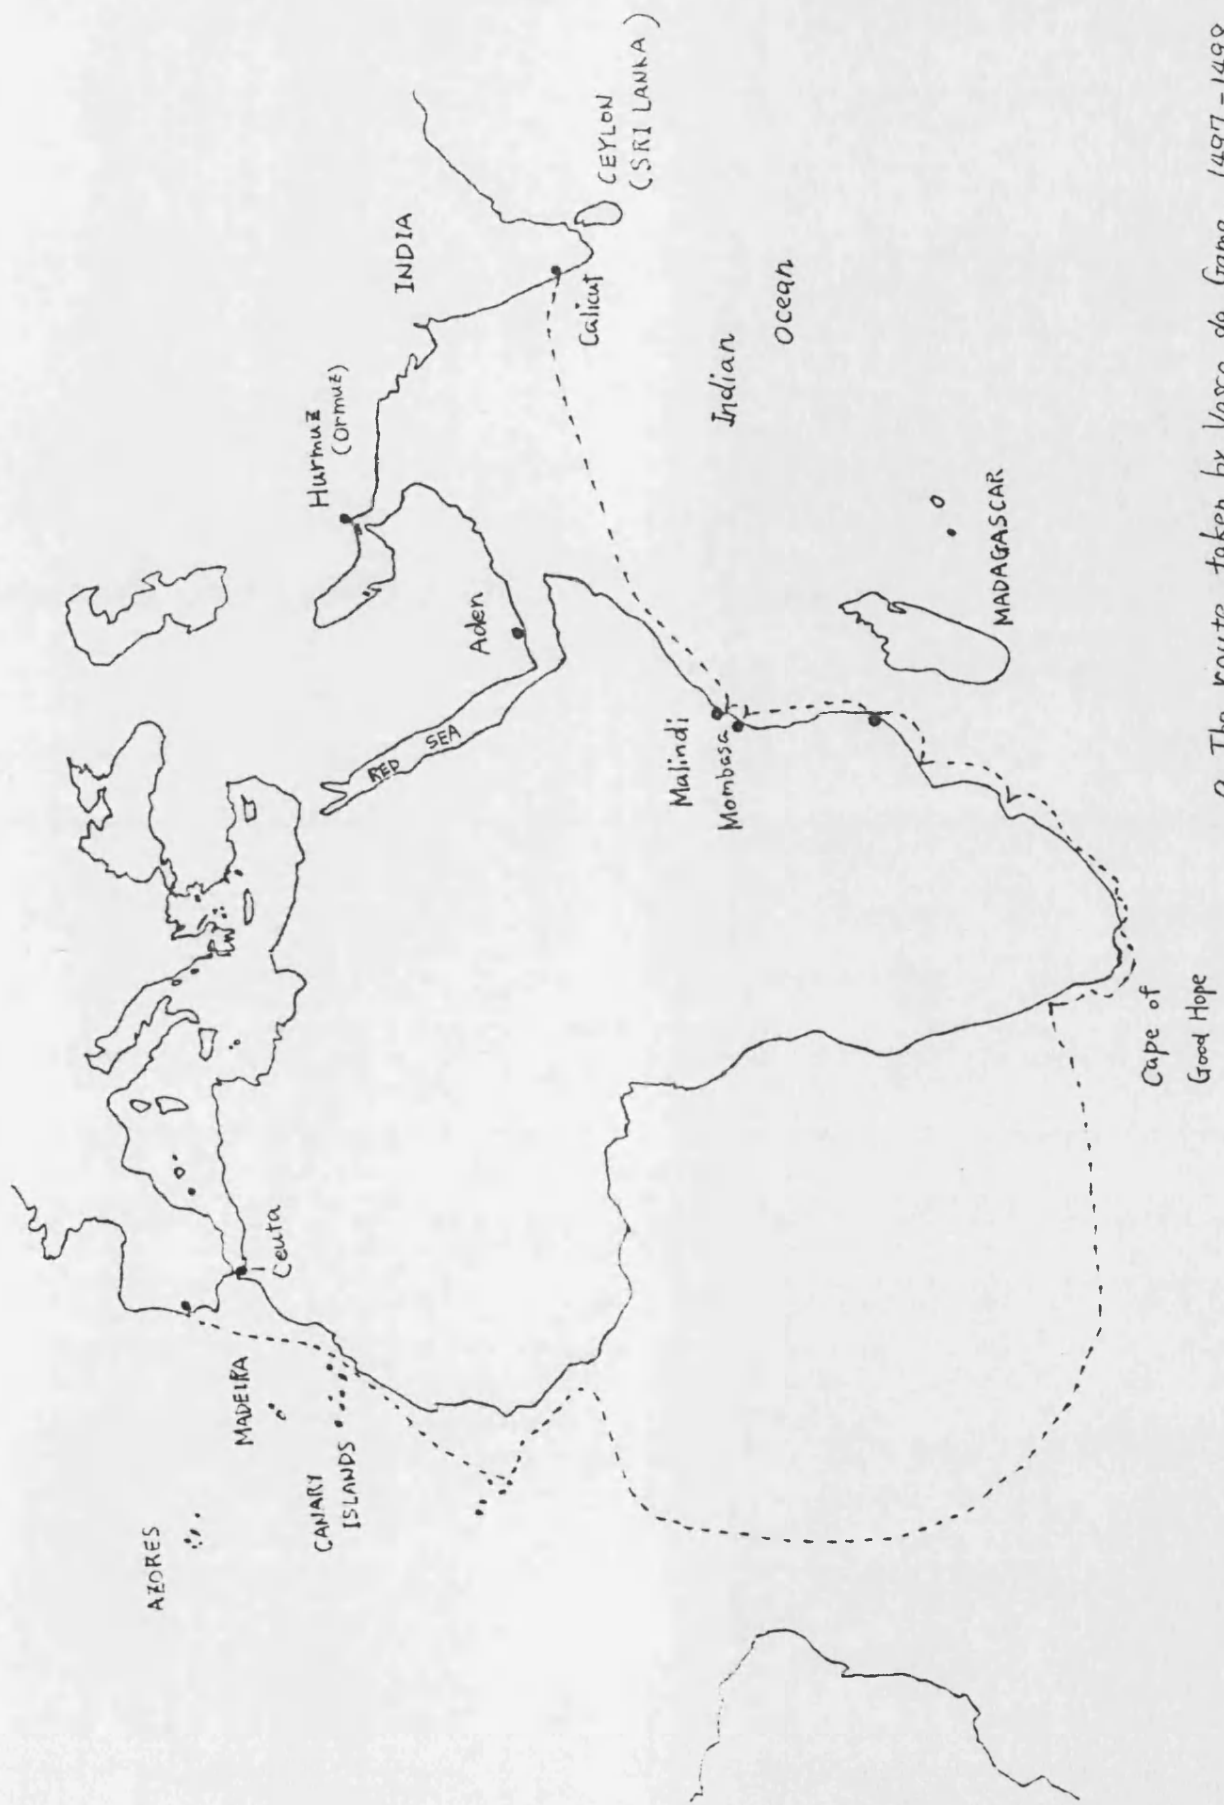 AZORES
MADEIRA
CANARY
ISLANDS
Ceuta
RED SEA
Aden
Hurmuz
(Ormuz)
INDIA
Calicut
CEYLON
(SRI LANKA)
Malindi
Mombasa
Indian
Ocean
MADAGASCAR
Cape of
Good Hope
The route taken by Vasco da Gama, 1497-1498